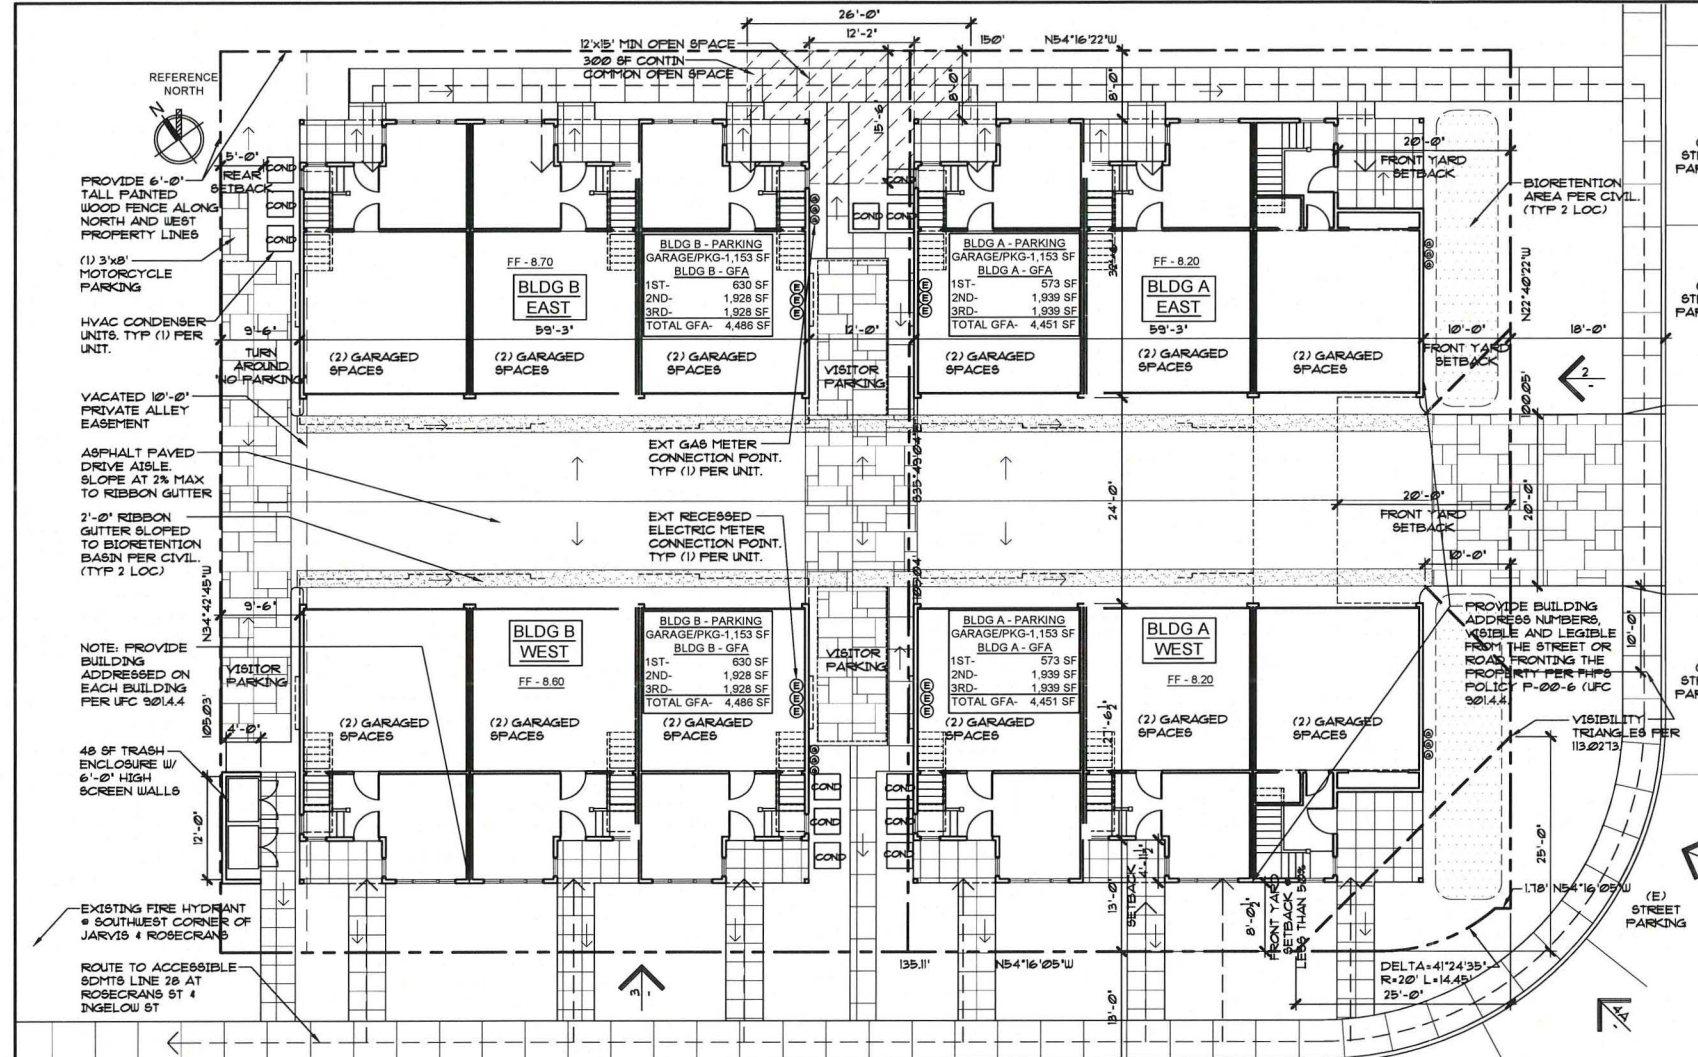 26'-0"
12'-2"
150'
N54°16'22"W
12'x15' MIN OPEN SPACE
300 SF CONTIN
COMMON OPEN SPACE
8'-0"
8'-0"
15'-6"
REFERENCE
NORTH
N
5'-0"
REAR
SETBACK
COND
COND
COND
PROVIDE 6'-0"
TALL PAINTED
WOOD FENCE ALONG
NORTH AND WEST
PROPERTY LINES
(1) 3'x8'
MOTORCYCLE
PARKING
HVAC CONDENSER
UNITS. TYP (1) PER
UNIT.
9'-6"
TURN
AROUND
"NO PARKING"
VACATED 10'-0"
PRIVATE ALLEY
EASEMENT
ASPHALT PAVED
DRIVE AISLE.
SLOPE AT 2% MAX
TO RIBBON GUTTER
2'-0" RIBBON
GUTTER SLOPED
TO BIORETENTION
BASIN PER CIVIL.
(TYP 2 LOC)
N34°42'45"W
105.03'
9'-6"
VISITOR
PARKING
4'-0"
NOTE: PROVIDE
BUILDING
ADDRESSED ON
EACH BUILDING
PER UFC 901.4.4
48 SF TRASH
ENCLOSURE W/
6'-0" HIGH
SCREEN WALLS
12'-0"
EXISTING FIRE HYDRANT
@ SOUTHWEST CORNER OF
JARVIS & ROSECRANS
ROUTE TO ACCESSIBLE
SDMTS LINE 28 AT
ROSECRANS ST &
INGELOW ST
FF - 8.70
BLDG B
EAST
59'-3"
BLDG B - PARKING
GARAGE/PKG-1,153 SF
BLDG B - GFA
1ST- 630 SF
2ND- 1,928 SF
3RD- 1,928 SF
TOTAL GFA- 4,486 SF
E
E
E
G
G
G
(2) GARAGED
SPACES
(2) GARAGED
SPACES
(2) GARAGED
SPACES
COND
COND
COND
12'-0"
VISITOR
PARKING
BLDG A - PARKING
GARAGE/PKG-1,153 SF
BLDG A - GFA
1ST- 573 SF
2ND- 1,939 SF
3RD- 1,939 SF
TOTAL GFA- 4,451 SF
E
E
E
FF - 8.20
BLDG A
EAST
59'-3"
(2) GARAGED
SPACES
(2) GARAGED
SPACES
(2) GARAGED
SPACES
G
G
G
20'-0"
FRONT YARD
SETBACK
BIORETENTION
AREA PER CIVIL.
(TYP 2 LOC)
N22°40'22"W
100.05'
10'-0"
FRONT YARD
SETBACK
18'-0"
2
EXT GAS METER
CONNECTION POINT.
TYP (1) PER UNIT.
EXT RECESSED
ELECTRIC METER
CONNECTION POINT.
TYP (1) PER UNIT.
105.04'
24'-0"
20'-0"
FRONT YARD
SETBACK
20'-0"
10'-0"
BLDG B
WEST
FF - 8.60
BLDG B - PARKING
GARAGE/PKG-1,153 SF
BLDG B - GFA
1ST- 630 SF
2ND- 1,928 SF
3RD- 1,928 SF
TOTAL GFA- 4,486 SF
E
E
E
G
G
G
(2) GARAGED
SPACES
(2) GARAGED
SPACES
(2) GARAGED
SPACES
VISITOR
PARKING
COND
COND
COND
COND
COND
COND
BLDG A - PARKING
GARAGE/PKG-1,153 SF
BLDG A - GFA
1ST- 573 SF
2ND- 1,939 SF
3RD- 1,939 SF
TOTAL GFA- 4,451 SF
E
E
E
BLDG A
WEST
FF - 8.20
27'-6½"
(2) GARAGED
SPACES
(2) GARAGED
SPACES
(2) GARAGED
SPACES
G
G
G
PROVIDE BUILDING
ADDRESS NUMBERS,
VISIBLE AND LEGIBLE
FROM THE STREET OR
ROAD FRONTING THE
PROPERTY PER FHPS
POLICY P-00-6 (UFC
901.4.4)
10'-0"
VISIBILITY
TRIANGLES PER
113.0273.
25'-0"
1.78' N54°16'05"W
(E)
STREET
PARKING
13'-0"
SETBACK
4'-11½"
8'-0½"
FRONT YARD
SETBACK @
LESS THAN 50%
135.11'
N54°16'05"W
DELTA=41°24'35"
R=20' L=14.45'
25'-0"
13'-0"
3
4A